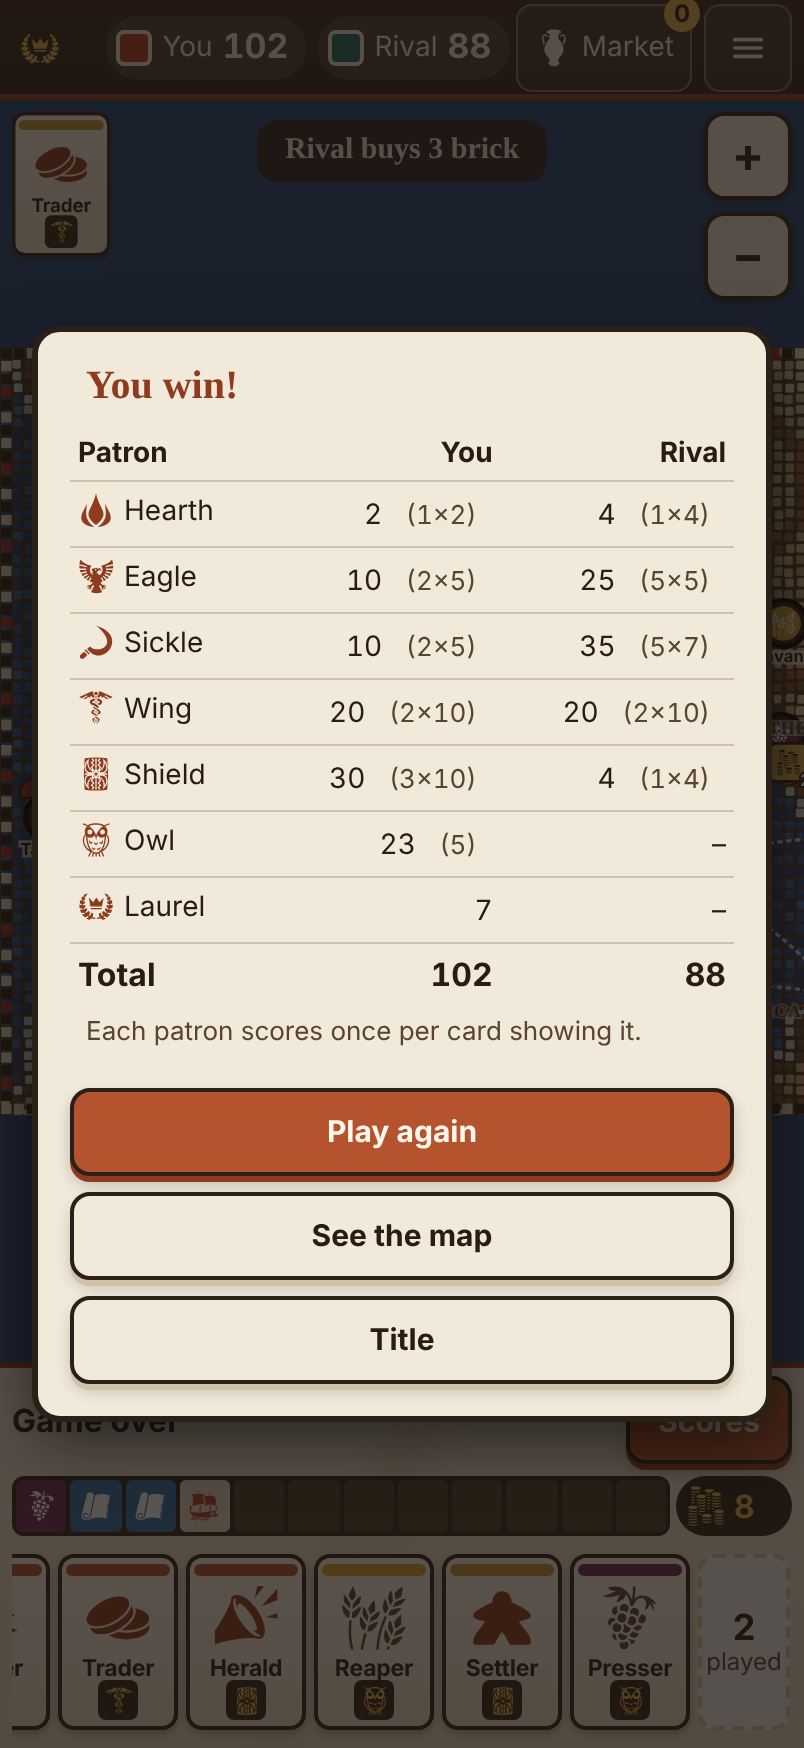 You 102 Rival 88 Market 0
Rival buys 3 brick
Trader
+
−
You win!
Patron You Rival
Hearth 2 (1×2) 4 (1×4)
Eagle 10 (2×5) 25 (5×5)
Sickle 10 (2×5) 35 (5×7)
Wing 20 (2×10) 20 (2×10)
Shield 30 (3×10) 4 (1×4)
Owl 23 (5) –
Laurel 7 –
Total 102 88
Each patron scores once per card showing it.
Play again
See the map
Title
Game over Scores
8
Trader Herald Reaper Settler Presser 2 played